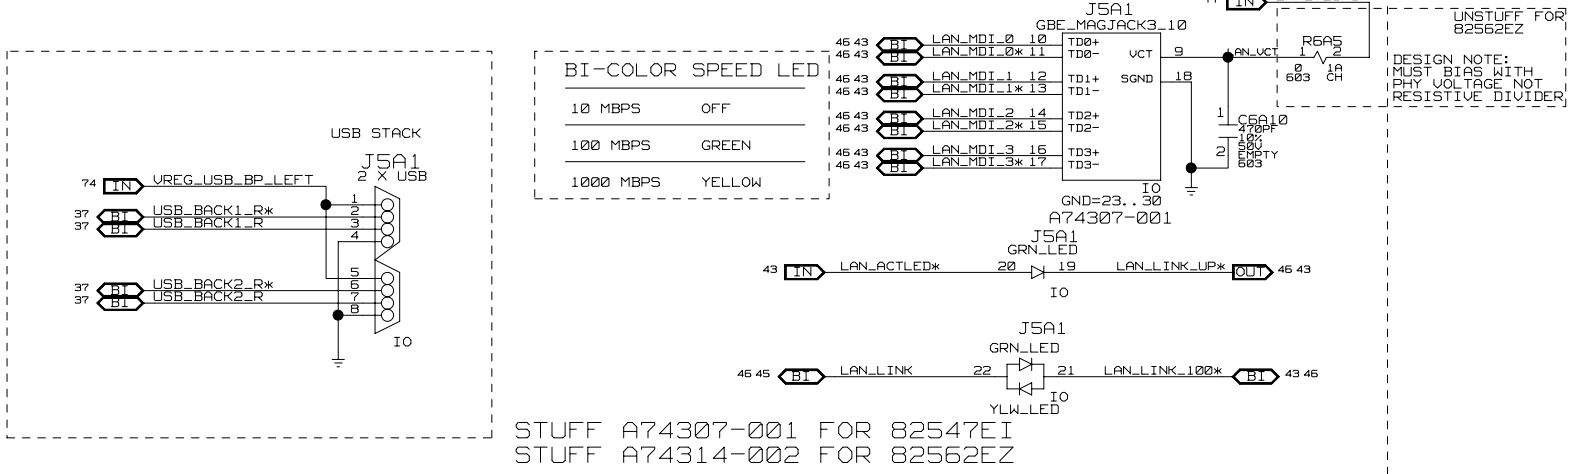 USB STACK
J5A1
2 X USB
74 IN VREG_USB_BP_LEFT
1
37 BI USB_BACK1_R* 2
37 BI USB_BACK1_R 3
4
5
37 BI USB_BACK2_R* 6
37 BI USB_BACK2_R 7
8
IO
BI-COLOR SPEED LED
10 MBPS OFF
100 MBPS GREEN
1000 MBPS YELLOW
J5A1
GBE_MAGJACK3_10
46 43 BI LAN_MDI_0 10 TD0+
46 43 BI LAN_MDI_0* 11 TD0-
46 43 BI LAN_MDI_1 12 TD1+
46 43 BI LAN_MDI_1* 13 TD1-
46 43 BI LAN_MDI_2 14 TD2+
46 43 BI LAN_MDI_2* 15 TD2-
46 43 BI LAN_MDI_3 16 TD3+
46 43 BI LAN_MDI_3* 17 TD3-
VCT 9 AN_VCT
SGND 18
IO
GND=23..30
A74307-001
IN
R6A5
1 2
0 1A
603 CH
1 C6A10
470PF
10%
50V
2 EMPTY
603
UNSTUFF FOR
82562EZ
DESIGN NOTE:
MUST BIAS WITH
PHY VOLTAGE NOT
RESISTIVE DIVIDER
J5A1
GRN_LED
43 IN LAN_ACTLED* 20 19 LAN_LINK_UP* OUT 46 43
IO
J5A1
GRN_LED
46 45 BI LAN_LINK 22 21 LAN_LINK_100* BI 43 46
IO
YLW_LED
STUFF A74307-001 FOR 82547EI
STUFF A74314-002 FOR 82562EZ